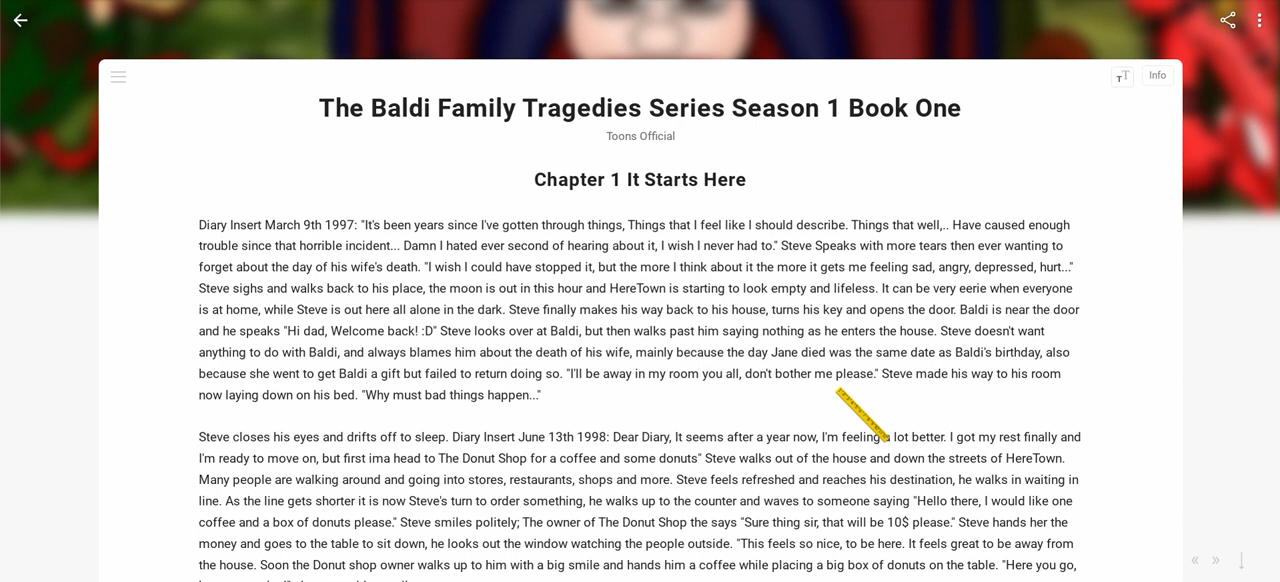 Info
The Baldi Family Tragedies Series Season 1 Book One
Toons Official
Chapter 1 It Starts Here
Diary Insert March 9th 1997: "It's been years since I've gotten through things, Things that I feel like I should describe. Things that well,.. Have caused enough
trouble since that horrible incident... Damn I hated ever second of hearing about it, I wish I never had to." Steve Speaks with more tears then ever wanting to
forget about the day of his wife's death. "I wish I could have stopped it, but the more I think about it the more it gets me feeling sad, angry, depressed, hurt..."
Steve sighs and walks back to his place, the moon is out in this hour and HereTown is starting to look empty and lifeless. It can be very eerie when everyone
is at home, while Steve is out here all alone in the dark. Steve finally makes his way back to his house, turns his key and opens the door. Baldi is near the door
and he speaks "Hi dad, Welcome back! :D" Steve looks over at Baldi, but then walks past him saying nothing as he enters the house. Steve doesn't want
anything to do with Baldi, and always blames him about the death of his wife, mainly because the day Jane died was the same date as Baldi's birthday, also
because she went to get Baldi a gift but failed to return doing so. "I'll be away in my room you all, don't bother me please." Steve made his way to his room
now laying down on his bed. "Why must bad things happen..."
Steve closes his eyes and drifts off to sleep. Diary Insert June 13th 1998: Dear Diary, It seems after a year now, I'm feeling a lot better. I got my rest finally and
I'm ready to move on, but first ima head to The Donut Shop for a coffee and some donuts" Steve walks out of the house and down the streets of HereTown.
Many people are walking around and going into stores, restaurants, shops and more. Steve feels refreshed and reaches his destination, he walks in waiting in
line. As the line gets shorter it is now Steve's turn to order something, he walks up to the counter and waves to someone saying "Hello there, I would like one
coffee and a box of donuts please." Steve smiles politely; The owner of The Donut Shop the says "Sure thing sir, that will be 10$ please." Steve hands her the
money and goes to the table to sit down, he looks out the window watching the people outside. "This feels so nice, to be here. It feels great to be away from
the house. Soon the Donut shop owner walks up to him with a big smile and hands him a coffee while placing a big box of donuts on the table. "Here you go,